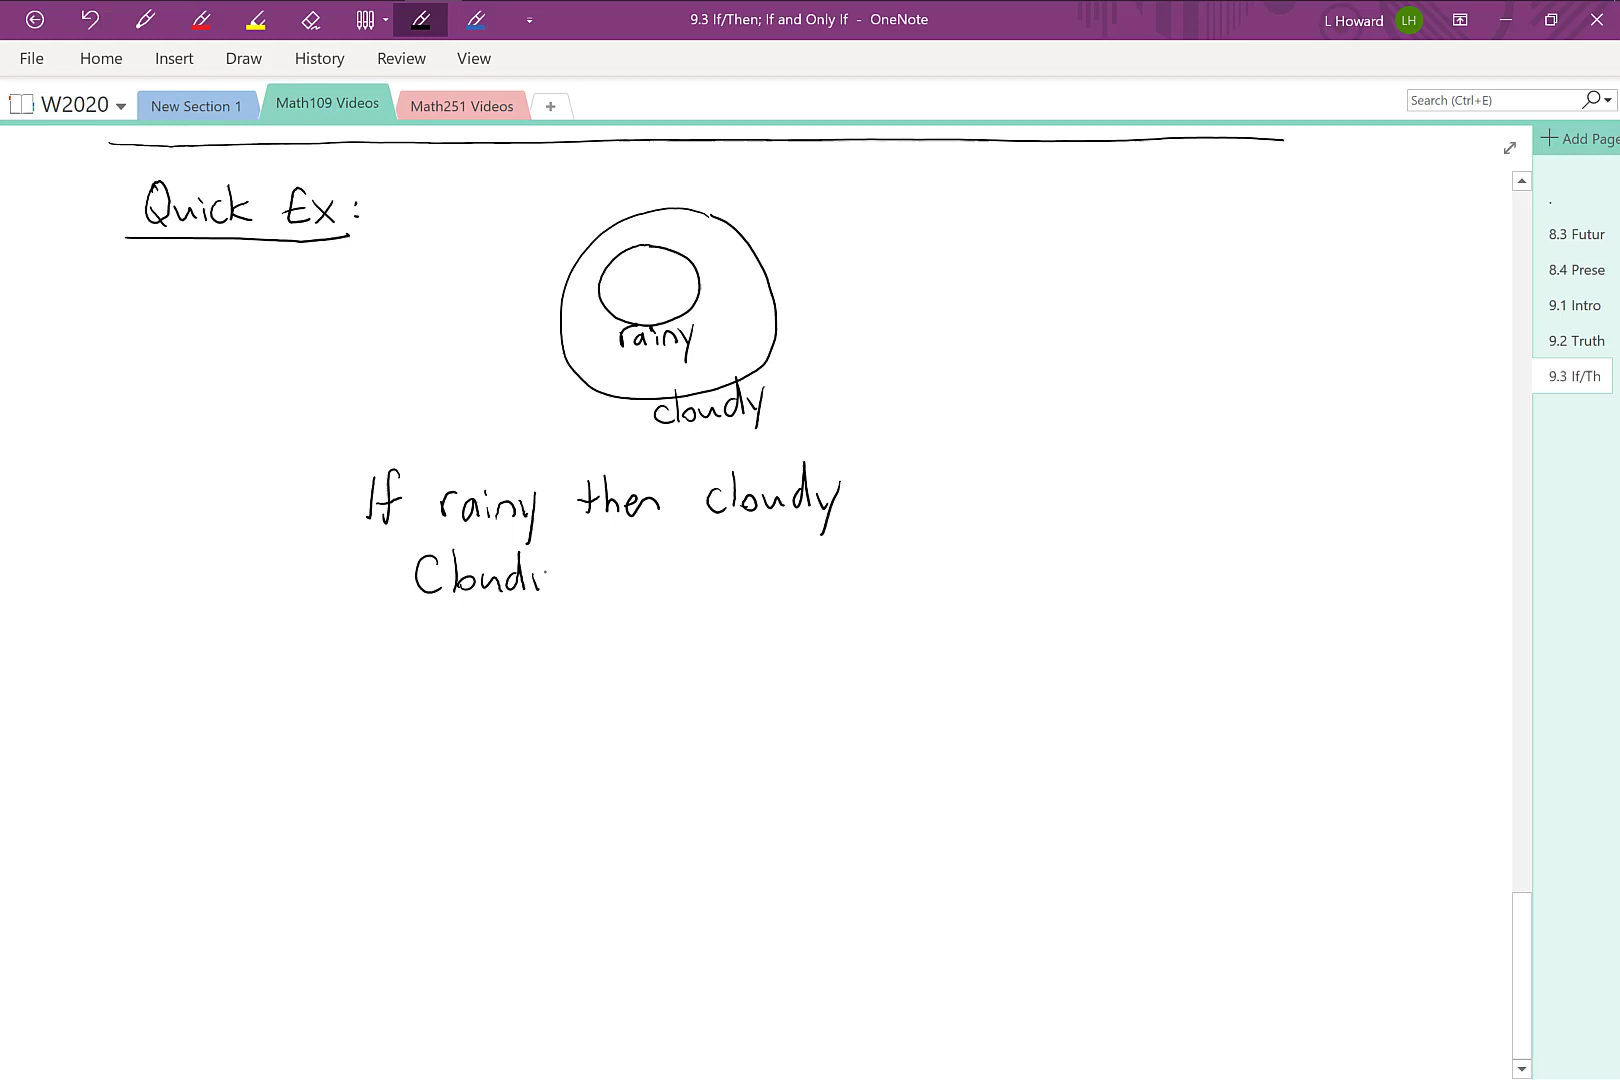 9.3 If/Then; If and Only If - OneNote
L Howard LH
File Home Insert Draw History Review View
W2020 New Section 1 Math109 Videos Math251 Videos Search (Ctrl+E)
Add Page
Quick Ex:
rainy
cloudy
If rainy then cloudy
Cloudi
8.3 Futur
8.4 Prese
9.1 Intro
9.2 Truth
9.3 If/Th